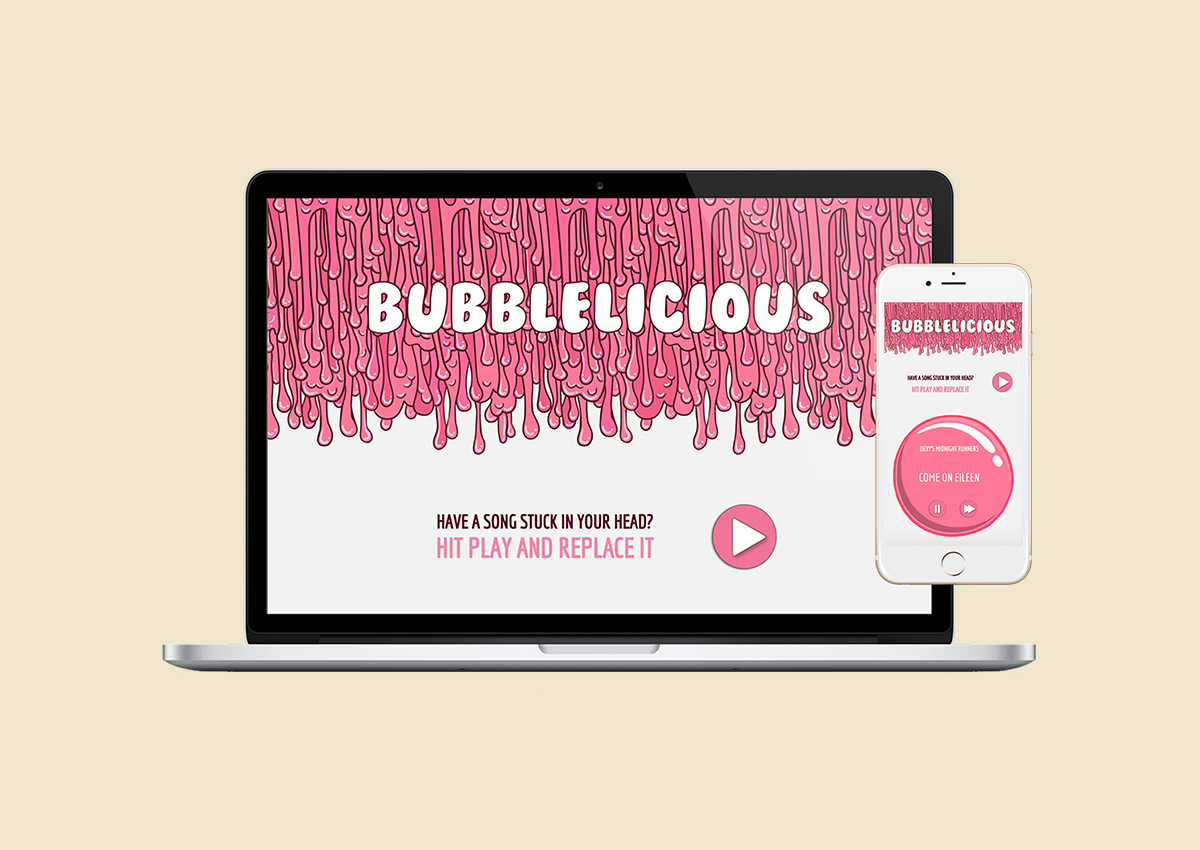 BUBBLELICIOUS
HAVE A SONG STUCK IN YOUR HEAD?
HIT PLAY AND REPLACE IT
BUBBLELICIOUS
HAVE A SONG STUCK IN YOUR HEAD?
HIT PLAY AND REPLACE IT
DEXY'S MIDNIGHT RUNNERS
COME ON EILEEN